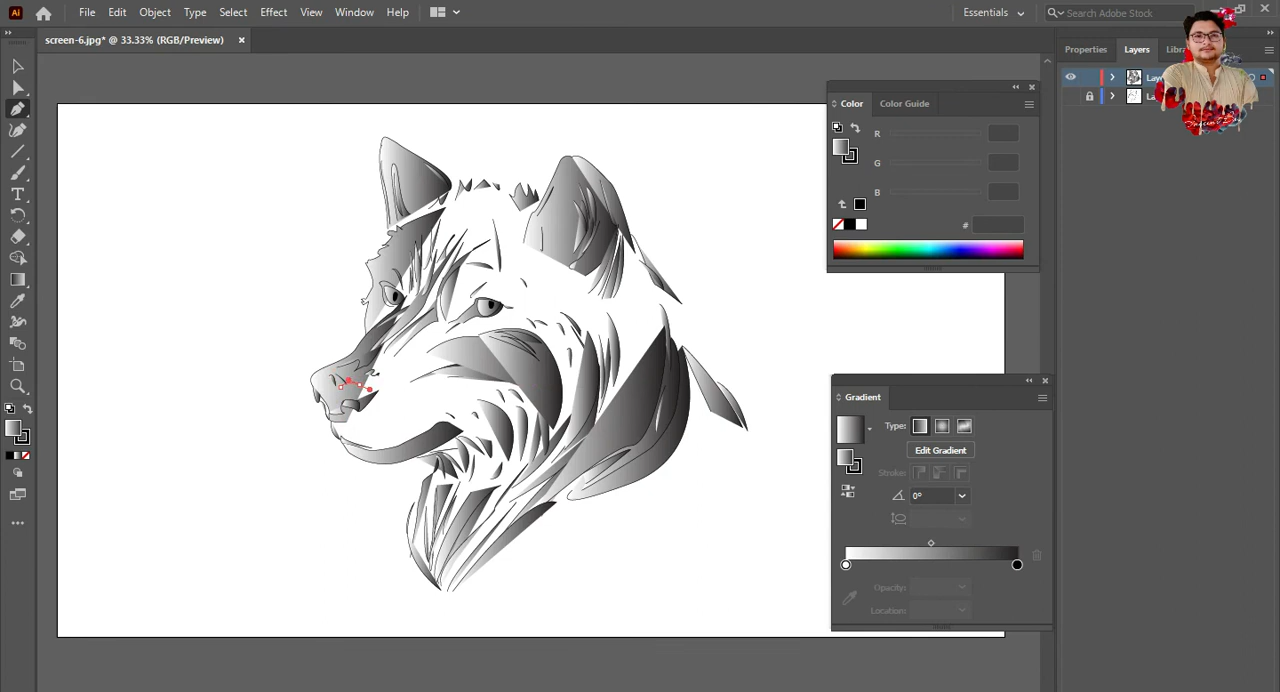 Ai File Edit Object Type Select Effect View Window Help Essentials Search Adobe Stock
screen-6.jpg* @ 33.33% (RGB/Preview)
Properties Layers
Color Color Guide
R
G
B
#
Gradient
Type:
Edit Gradient
Stroke:
0°
Opacity:
Location: